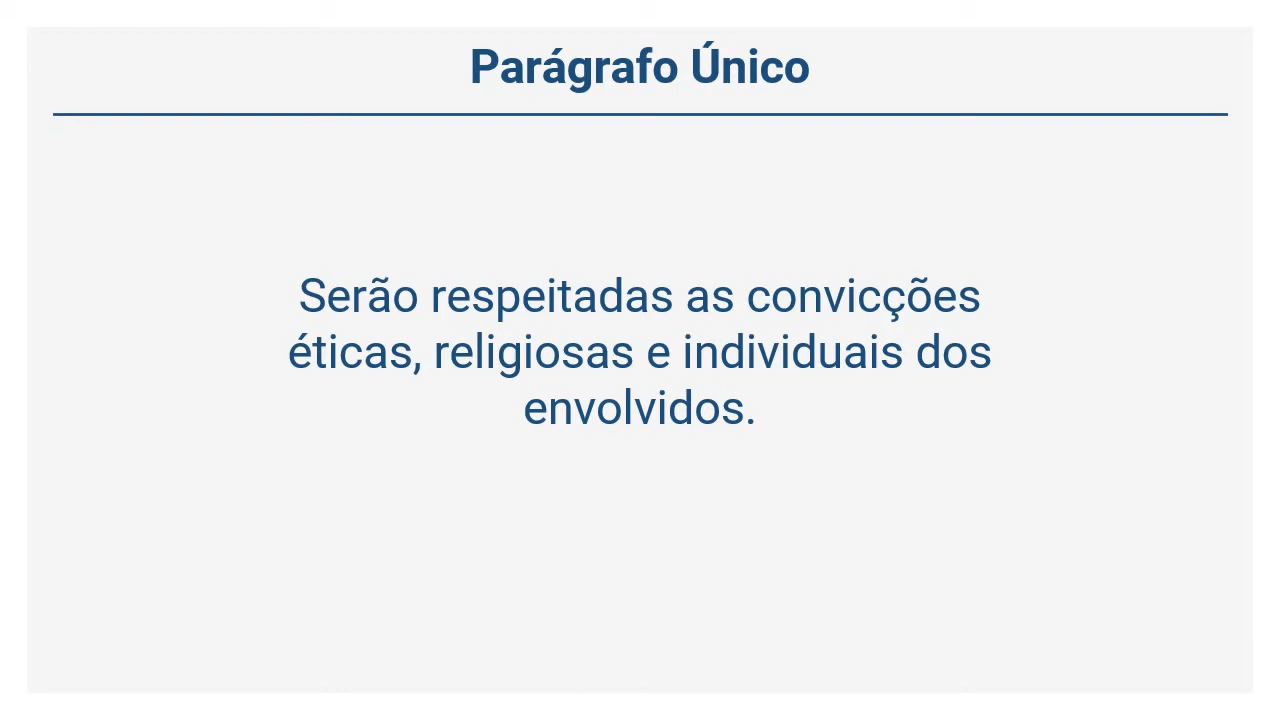 Parágrafo Único
Serão respeitadas as convicções
éticas, religiosas e individuais dos
envolvidos.